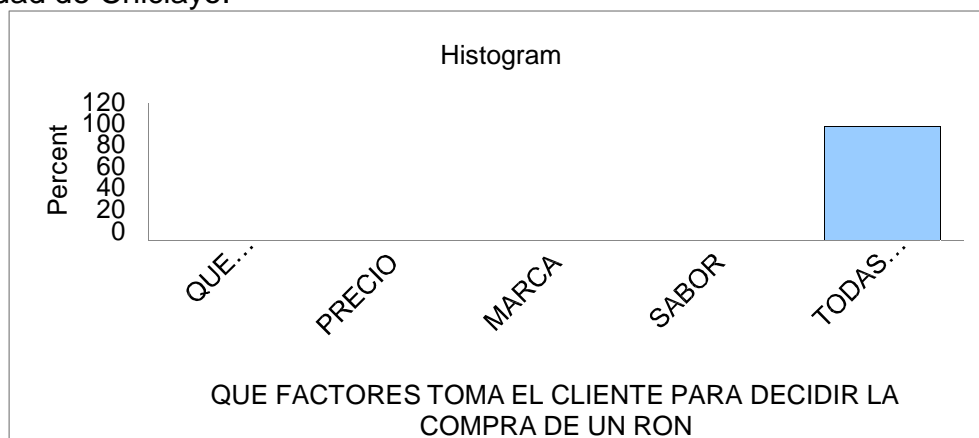 dad de Chiclayo.
Histogram
Percent
120
100
80
60
40
20
0
QUE…
PRECIO
MARCA
SABOR
TODAS…
QUE FACTORES TOMA EL CLIENTE PARA DECIDIR LA
COMPRA DE UN RON